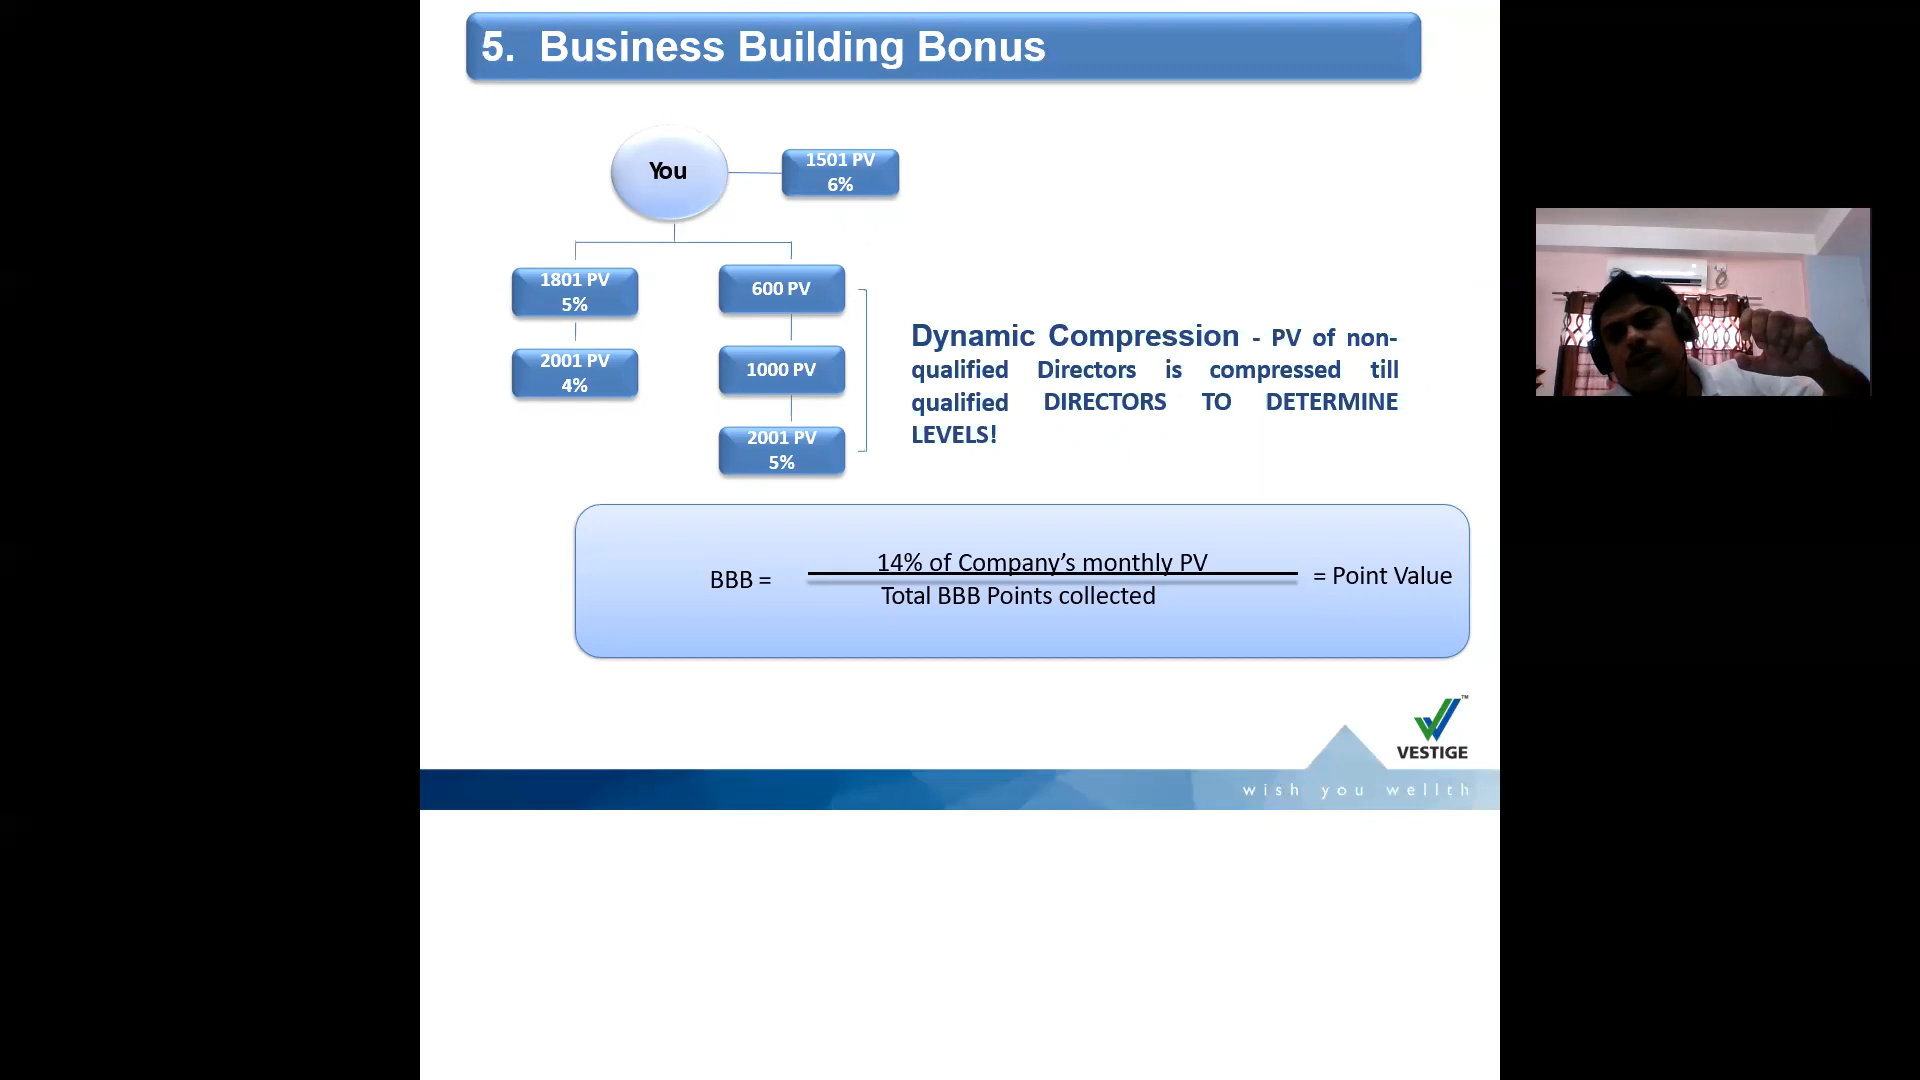 5. Business Building Bonus
You
1501 PV
6%
1801 PV
5%
600 PV
2001 PV
4%
1000 PV
2001 PV
5%
Dynamic Compression - PV of non-
qualified Directors is compressed till
qualified DIRECTORS TO DETERMINE
LEVELS!
BBB =
14% of Company’s monthly PV
Total BBB Points collected
= Point Value
VESTIGE
TM
wish you wellth